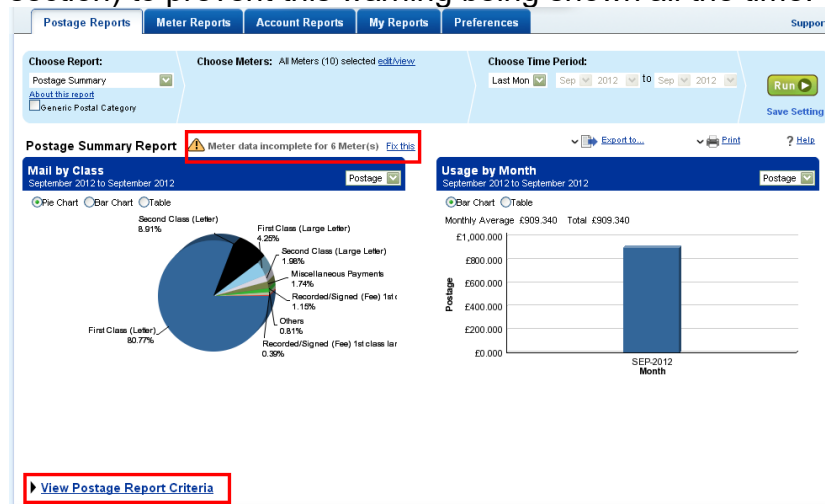 section) to prevent this warning being shown all the time.
Postage Reports Meter Reports Account Reports My Reports Preferences Suppor
Choose Report: Choose Meters: All Meters (10) selected edit/view Choose Time Period:
Postage Summary Last Mon Sep 2012 to Sep 2012 Run
About this report
Generic Postal Category Save Setting
Postage Summary Report Meter data incomplete for 6 Meter(s) Fix this Export to... Print ? Help
Mail by Class
September 2012 to September 2012 Postage
Pie Chart Bar Chart Table
Second Class (Letter)
8.91%
First Class (Large Letter)
4.25%
Second Class (Large Letter)
1.98%
Miscellaneous Payments
1.74%
Recorded/Signed (Fee) 1st c
1.15%
Others
0.81%
Recorded/Signed (Fee) 1st class lar
0.39%
First Class (Letter)
80.77%
Usage by Month
September 2012 to September 2012 Postage
Bar Chart Table
Monthly Average £909.340 Total £909.340
£1,000.000
£800.000
£600.000
£400.000
£200.000
£0.000
Postage
SEP-2012
Month
View Postage Report Criteria